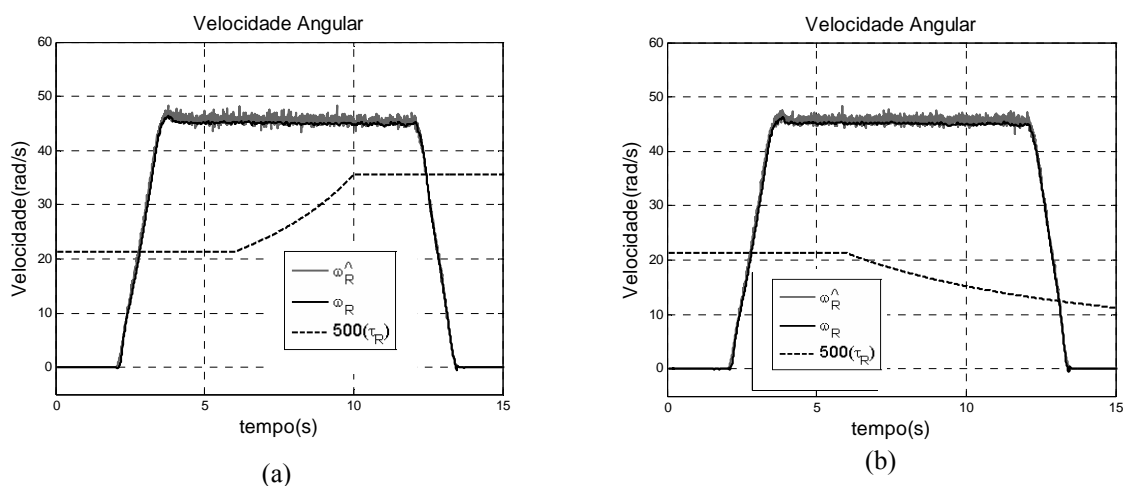 Velocidade Angular
60
50
40
30
20
10
0
Velocidade(rad/s)
ω^R
ωR
500(τR)
0
5
10
15
tempo(s)
(a)
Velocidade Angular
60
50
40
30
20
10
0
Velocidade(rad/s)
ω^R
ωR
500(τR)
0
5
10
15
tempo(s)
(b)